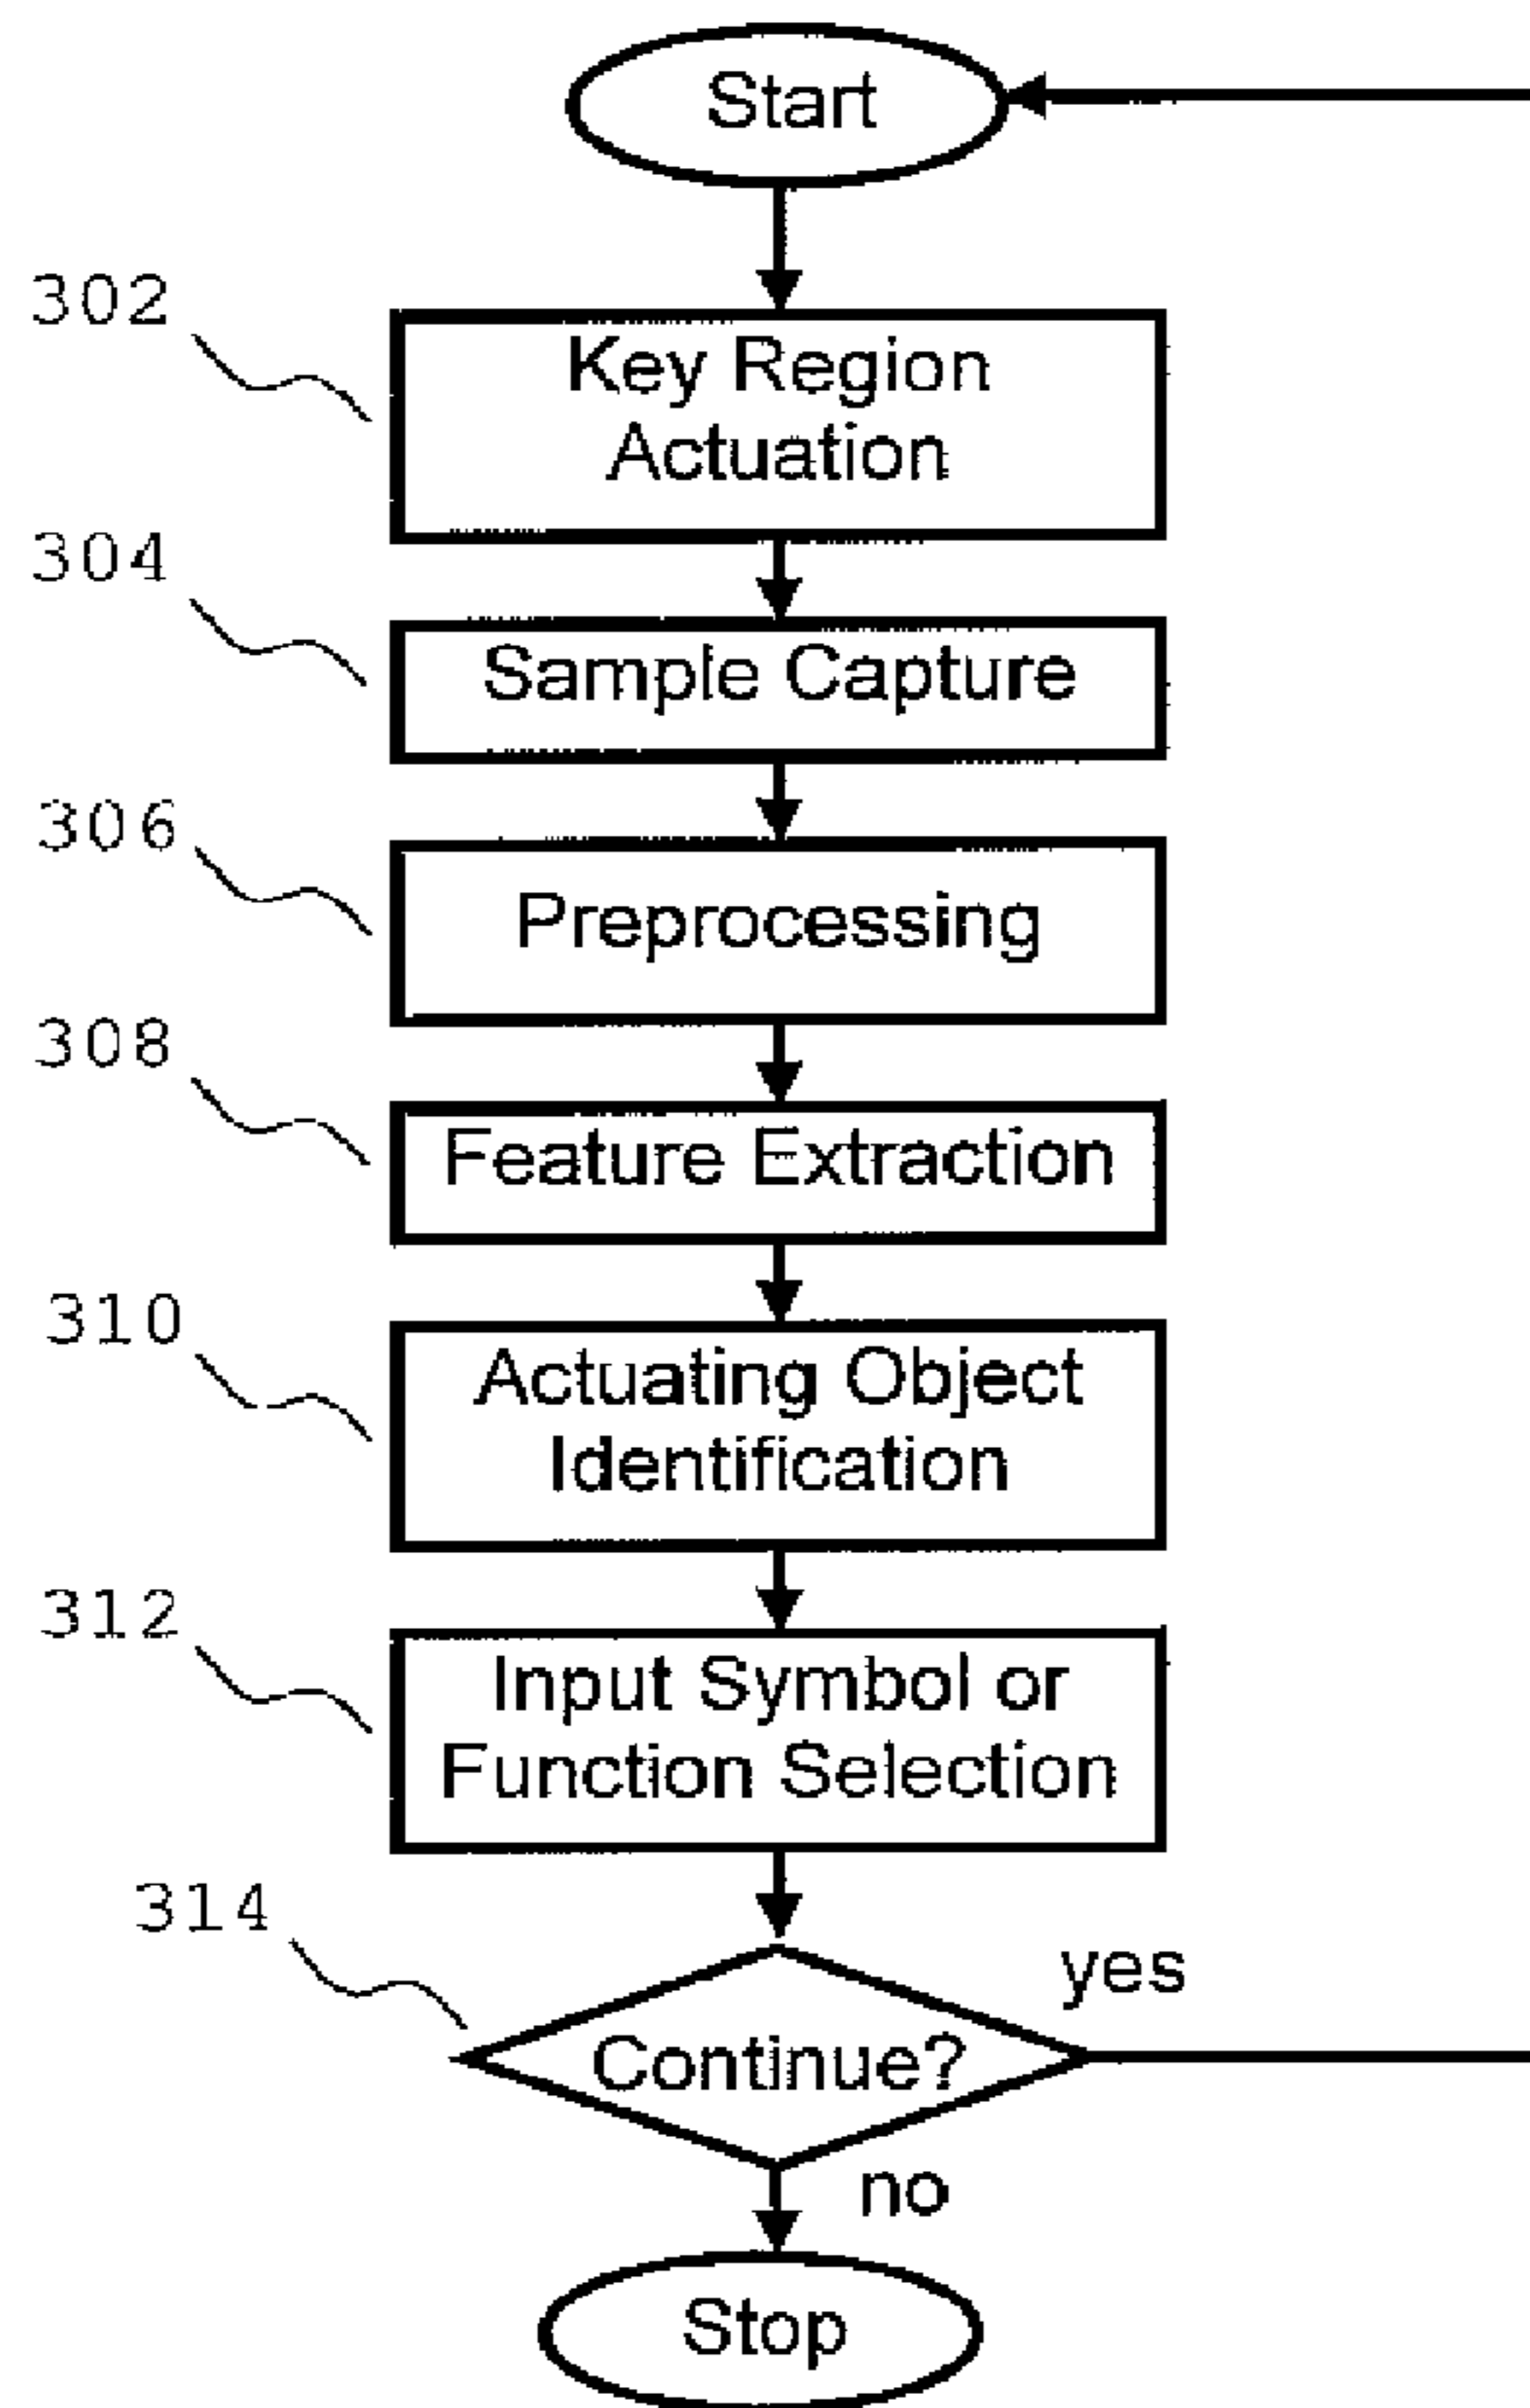 Start
302
Key Region
Actuation
304
Sample Capture
306
Preprocessing
308
Feature Extraction
310
Actuating Object
Identification
312
Input Symbol or
Function Selection
314
yes
Continue?
no
Stop